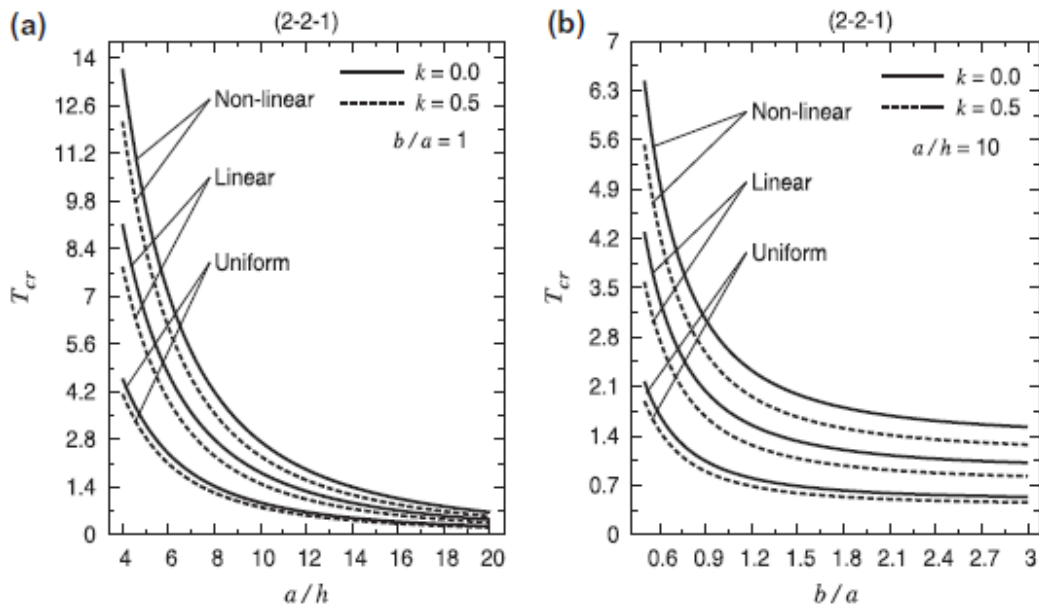 (a)
(2-2-1)
14
12.6
11.2
9.8
8.4
7
5.6
4.2
2.8
1.4
0
T_cr
Non-linear
Linear
Uniform
k = 0.0
k = 0.5
b/a = 1
4 6 8 10 12 14 16 18 20
a/h
(b)
(2-2-1)
7
6.3
5.6
4.9
4.2
3.5
2.8
2.1
1.4
0.7
0
T_cr
Non-linear
Linear
Uniform
k = 0.0
k = 0.5
a/h = 10
0.6 0.9 1.2 1.5 1.8 2.1 2.4 2.7 3
b/a